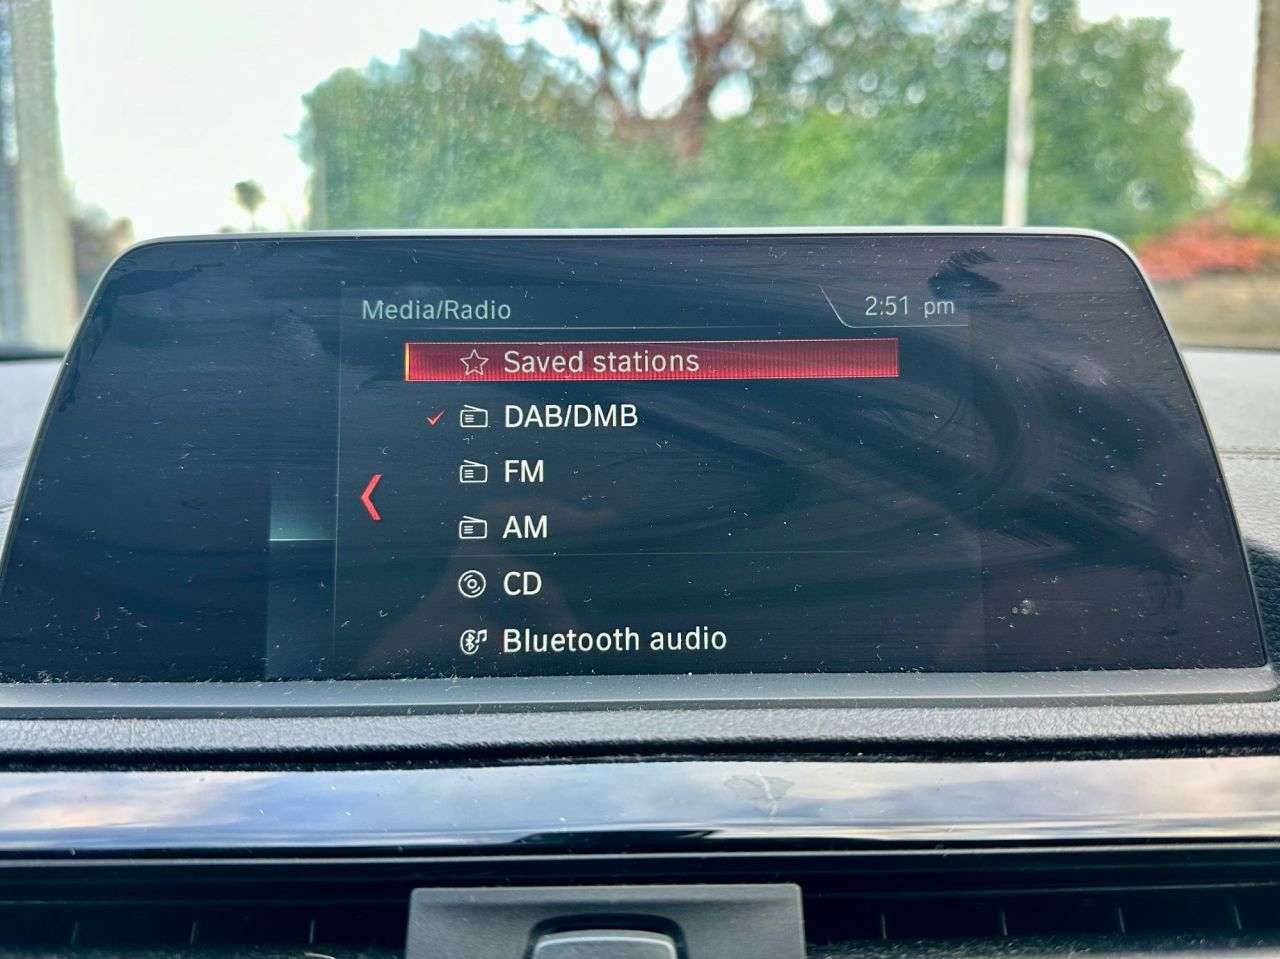 Media/Radio
2:51 pm
Saved stations
DAB/DMB
FM
AM
CD
Bluetooth audio